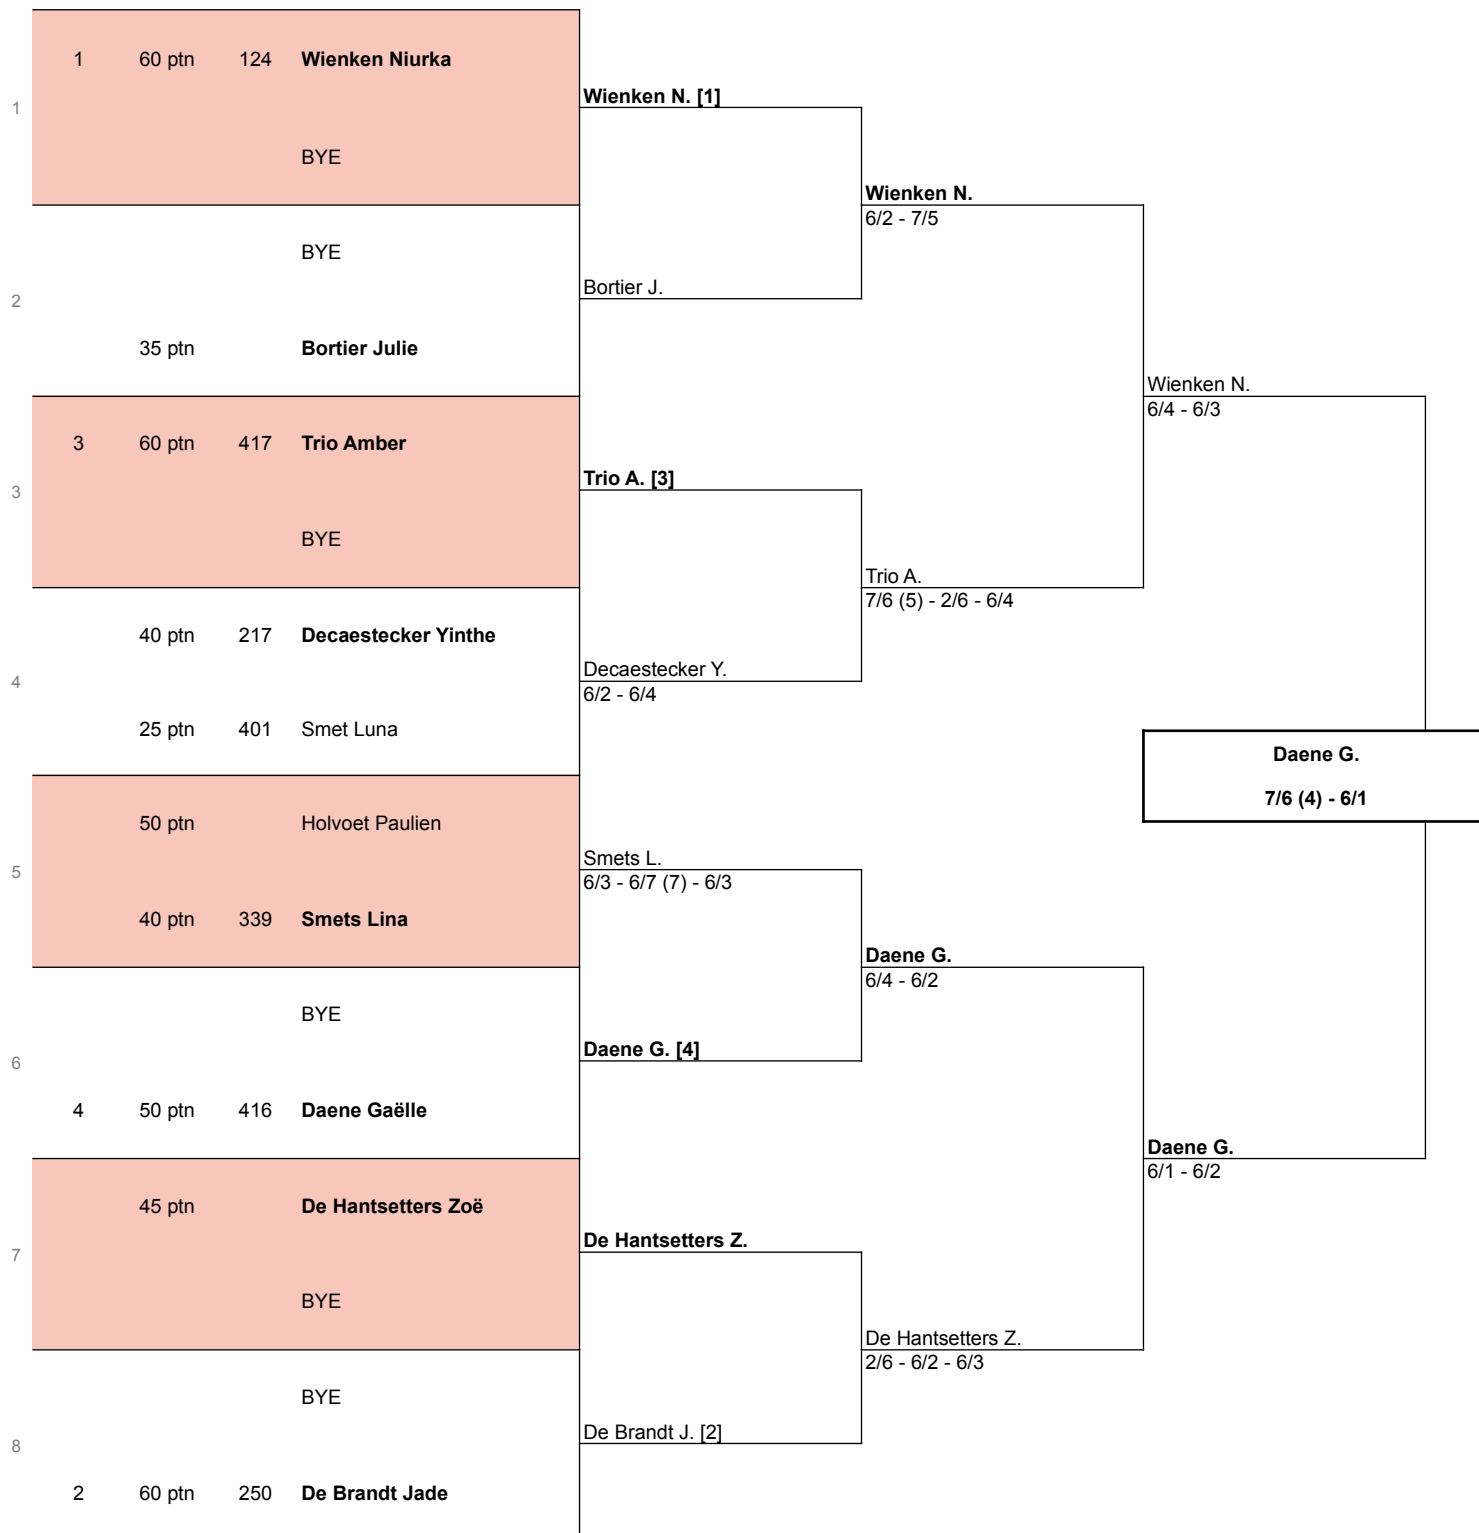 1 60 ptn 124 Wienken Niurka
Wienken N. [1]
1
BYE
Wienken N.
6/2 - 7/5
BYE
Bortier J.
2
35 ptn Bortier Julie
Wienken N.
6/4 - 6/3
3 60 ptn 417 Trio Amber
Trio A. [3]
3
BYE
Trio A.
7/6 (5) - 2/6 - 6/4
40 ptn 217 Decaestecker Yinthe
Decaestecker Y.
4
6/2 - 6/4
25 ptn 401 Smet Luna
Daene G.
7/6 (4) - 6/1
50 ptn Holvoet Paulien
Smets L.
5
6/3 - 6/7 (7) - 6/3
40 ptn 339 Smets Lina
Daene G.
6/4 - 6/2
BYE
Daene G. [4]
6
4 50 ptn 416 Daene Gaëlle
Daene G.
6/1 - 6/2
45 ptn De Hantsetters Zoë
De Hantsetters Z.
7
BYE
De Hantsetters Z.
2/6 - 6/2 - 6/3
BYE
De Brandt J. [2]
8
2 60 ptn 250 De Brandt Jade